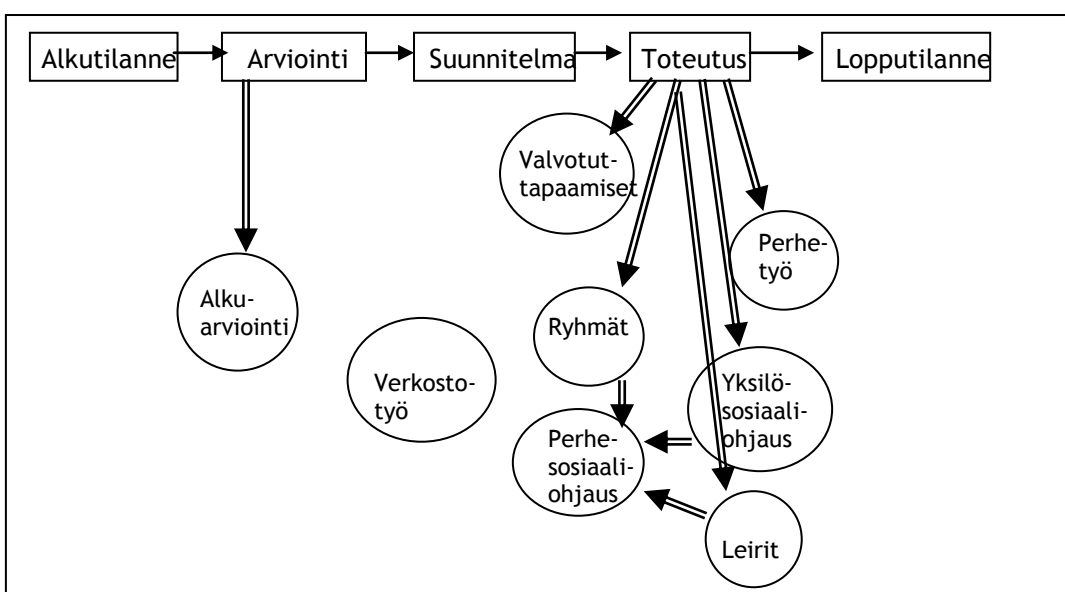 Alkutilanne
Arviointi
Suunnitelma
Toteutus
Lopputilanne
Valvotut-
tapaamiset
Perhe-
työ
Alku-
arviointi
Ryhmät
Verkosto-
työ
Yksilö-
sosiaali-
ohjaus
Perhe-
sosiaali-
ohjaus
Leirit